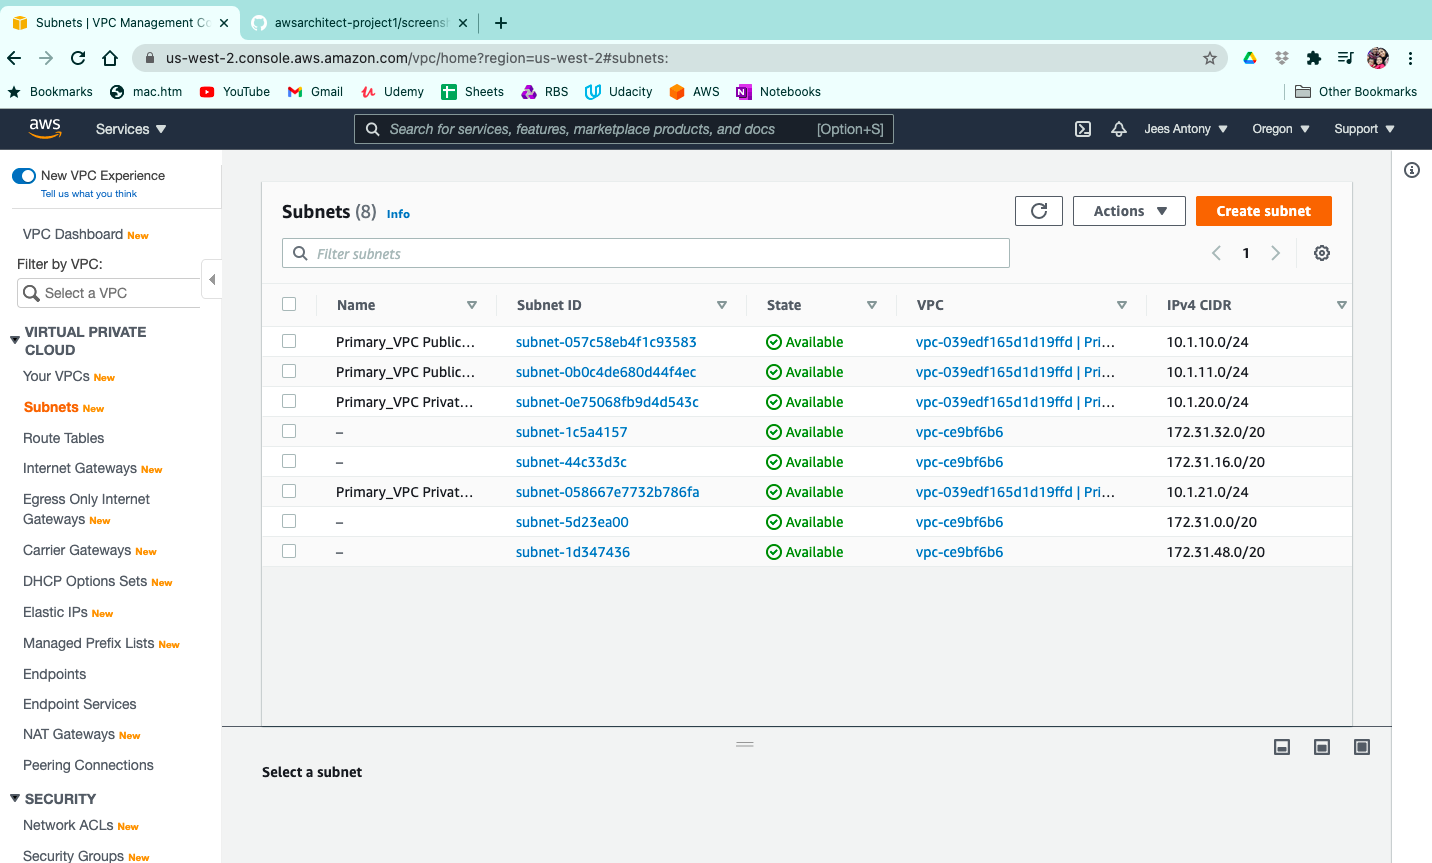 Subnets | VPC Management Co
awsarchitect-project1/screensh
us-west-2.console.aws.amazon.com/vpc/home?region=us-west-2#subnets:
Bookmarks mac.htm YouTube Gmail Udemy Sheets RBS Udacity AWS Notebooks Other Bookmarks
aws Services Search for services, features, marketplace products, and docs [Option+S] Jees Antony Oregon Support
New VPC Experience
Tell us what you think
VPC Dashboard New
Filter by VPC:
Select a VPC
VIRTUAL PRIVATE
CLOUD
Your VPCs New
Subnets New
Route Tables
Internet Gateways New
Egress Only Internet
Gateways New
Carrier Gateways New
DHCP Options Sets New
Elastic IPs New
Managed Prefix Lists New
Endpoints
Endpoint Services
NAT Gateways New
Peering Connections
SECURITY
Network ACLs New
Security Groups New
Subnets (8) Info Actions Create subnet
Filter subnets 1
Name Subnet ID State VPC IPv4 CIDR
Primary_VPC Public... subnet-057c58eb4f1c93583 Available vpc-039edf165d1d19ffd | Pri... 10.1.10.0/24
Primary_VPC Public... subnet-0b0c4de680d44f4ec Available vpc-039edf165d1d19ffd | Pri... 10.1.11.0/24
Primary_VPC Privat... subnet-0e75068fb9d4d543c Available vpc-039edf165d1d19ffd | Pri... 10.1.20.0/24
– subnet-1c5a4157 Available vpc-ce9bf6b6 172.31.32.0/20
– subnet-44c33d3c Available vpc-ce9bf6b6 172.31.16.0/20
Primary_VPC Privat... subnet-058667e7732b786fa Available vpc-039edf165d1d19ffd | Pri... 10.1.21.0/24
– subnet-5d23ea00 Available vpc-ce9bf6b6 172.31.0.0/20
– subnet-1d347436 Available vpc-ce9bf6b6 172.31.48.0/20
Select a subnet